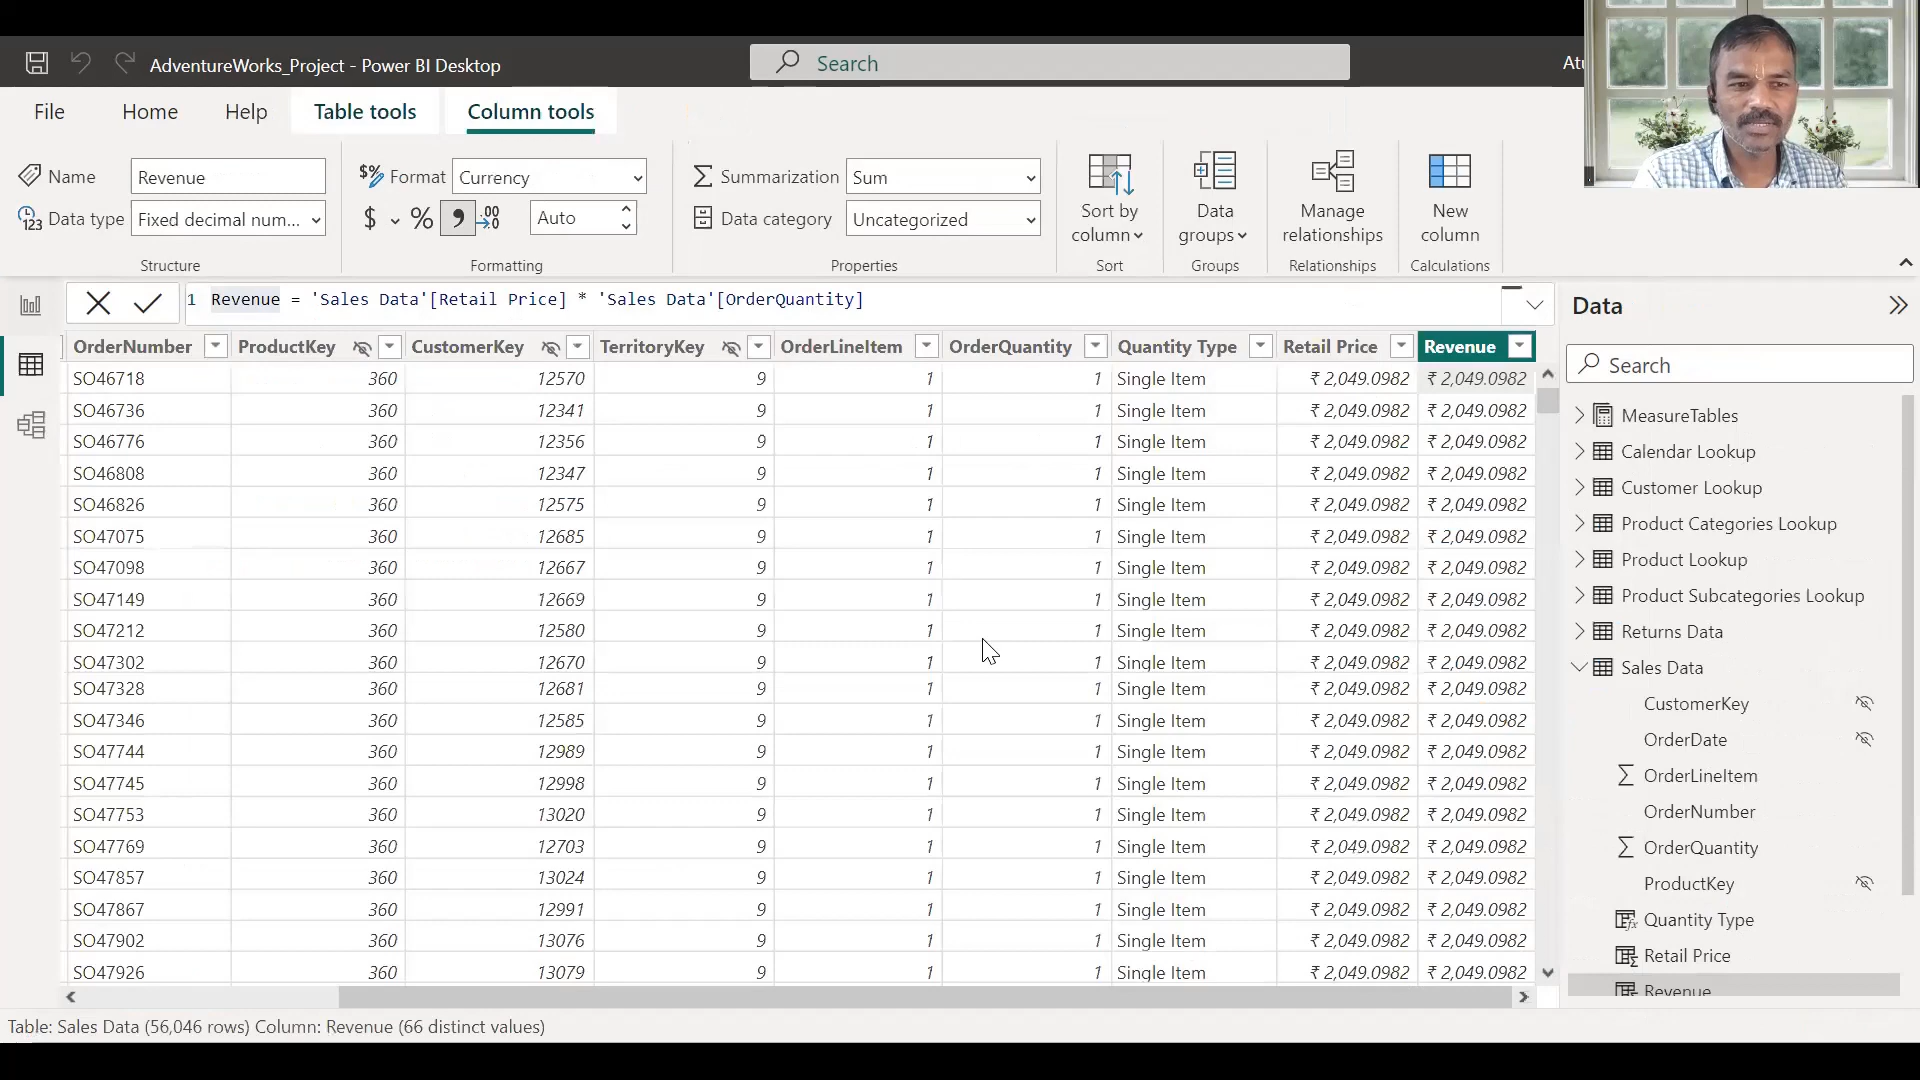 AdventureWorks_Project - Power BI Desktop
Search
File Home Help Table tools Column tools
Name Revenue
Format Currency
Summarization Sum
Data type Fixed decimal num...
$ % , .00 Auto
Data category Uncategorized
Sort by column
Data groups
Manage relationships
New column
Structure Formatting Properties Sort Groups Relationships Calculations
1 Revenue = 'Sales Data'[Retail Price] * 'Sales Data'[OrderQuantity]
OrderNumber ProductKey CustomerKey TerritoryKey OrderLineItem OrderQuantity Quantity Type Retail Price Revenue
SO46718 360 12570 9 1 1 Single Item ₹ 2,049.0982 ₹ 2,049.0982
SO46736 360 12341 9 1 1 Single Item ₹ 2,049.0982 ₹ 2,049.0982
SO46776 360 12356 9 1 1 Single Item ₹ 2,049.0982 ₹ 2,049.0982
SO46808 360 12347 9 1 1 Single Item ₹ 2,049.0982 ₹ 2,049.0982
SO46826 360 12575 9 1 1 Single Item ₹ 2,049.0982 ₹ 2,049.0982
SO47075 360 12685 9 1 1 Single Item ₹ 2,049.0982 ₹ 2,049.0982
SO47098 360 12667 9 1 1 Single Item ₹ 2,049.0982 ₹ 2,049.0982
SO47149 360 12669 9 1 1 Single Item ₹ 2,049.0982 ₹ 2,049.0982
SO47212 360 12580 9 1 1 Single Item ₹ 2,049.0982 ₹ 2,049.0982
SO47302 360 12670 9 1 1 Single Item ₹ 2,049.0982 ₹ 2,049.0982
SO47328 360 12681 9 1 1 Single Item ₹ 2,049.0982 ₹ 2,049.0982
SO47346 360 12585 9 1 1 Single Item ₹ 2,049.0982 ₹ 2,049.0982
SO47744 360 12989 9 1 1 Single Item ₹ 2,049.0982 ₹ 2,049.0982
SO47745 360 12998 9 1 1 Single Item ₹ 2,049.0982 ₹ 2,049.0982
SO47753 360 13020 9 1 1 Single Item ₹ 2,049.0982 ₹ 2,049.0982
SO47769 360 12703 9 1 1 Single Item ₹ 2,049.0982 ₹ 2,049.0982
SO47857 360 13024 9 1 1 Single Item ₹ 2,049.0982 ₹ 2,049.0982
SO47867 360 12991 9 1 1 Single Item ₹ 2,049.0982 ₹ 2,049.0982
SO47902 360 13076 9 1 1 Single Item ₹ 2,049.0982 ₹ 2,049.0982
SO47926 360 13079 9 1 1 Single Item ₹ 2,049.0982 ₹ 2,049.0982
Data
Search
MeasureTables
Calendar Lookup
Customer Lookup
Product Categories Lookup
Product Lookup
Product Subcategories Lookup
Returns Data
Sales Data
CustomerKey
OrderDate
OrderLineItem
OrderNumber
OrderQuantity
ProductKey
Quantity Type
Retail Price
Revenue
Table: Sales Data (56,046 rows) Column: Revenue (66 distinct values)